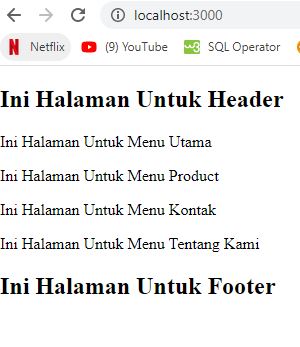 localhost:3000
Netflix (9) YouTube SQL Operator
Ini Halaman Untuk Header
Ini Halaman Untuk Menu Utama
Ini Halaman Untuk Menu Product
Ini Halaman Untuk Menu Kontak
Ini Halaman Untuk Menu Tentang Kami
Ini Halaman Untuk Footer